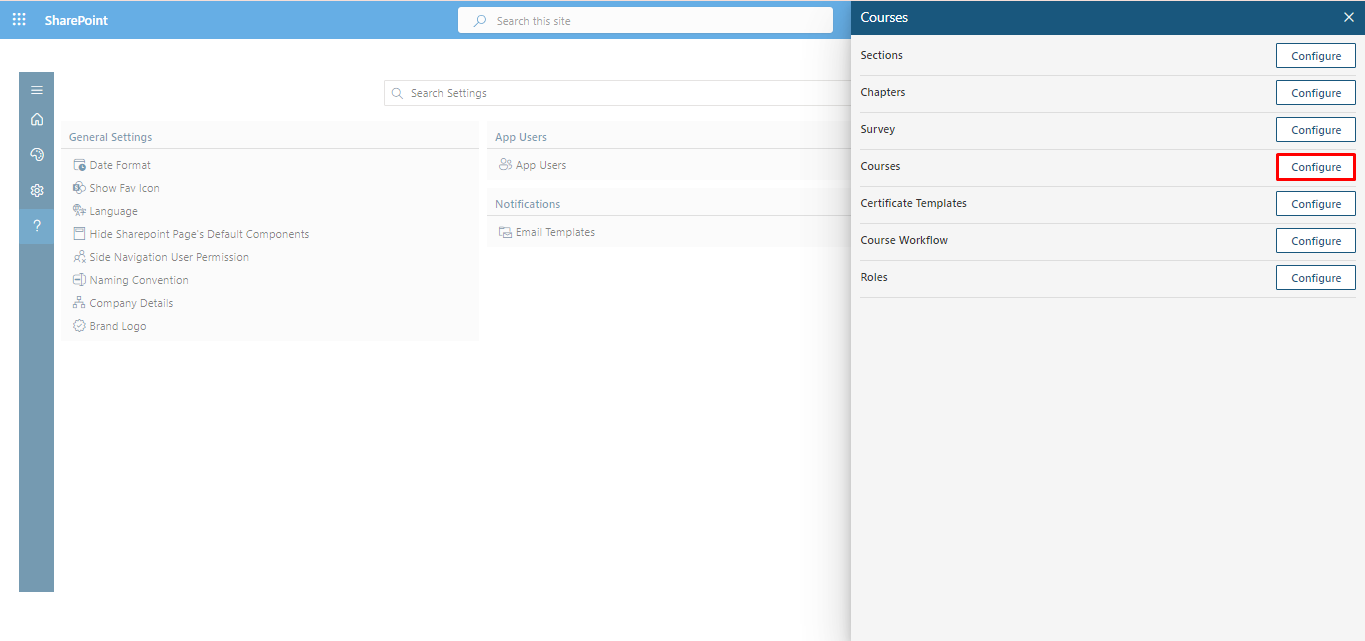 SharePoint
Search this site
Search Settings
General Settings
Date Format
Show Fav Icon
Language
Hide Sharepoint Page's Default Components
Side Navigation User Permission
Naming Convention
Company Details
Brand Logo
App Users
App Users
Notifications
Email Templates
Courses
Sections Configure
Chapters Configure
Survey Configure
Courses Configure
Certificate Templates Configure
Course Workflow Configure
Roles Configure